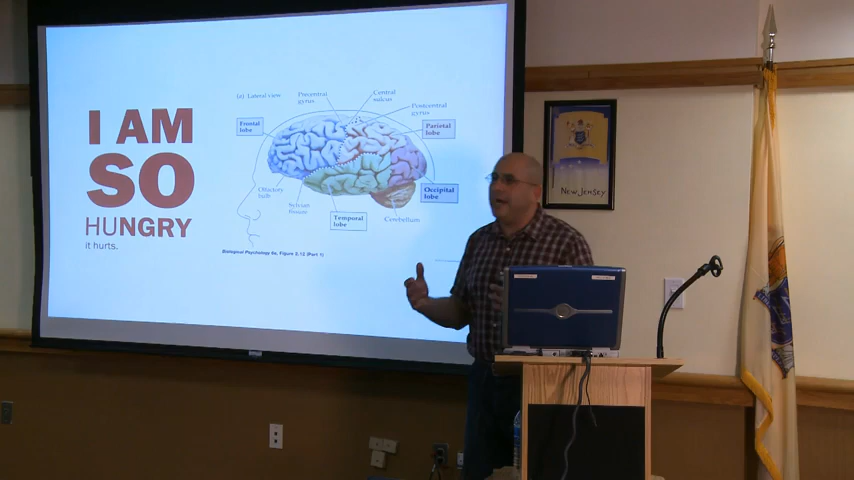 I AM
SO
HUNGRY
it hurts.
(c) Lateral view
Precentral
gyrus
Central
sulcus
Postcentral
gyrus
Frontal
lobe
Parietal
lobe
Olfactory
bulb
Sylvian
fissure
Temporal
lobe
Cerebellum
Occipital
lobe
Biological Psychology 6e, Figure 2.12 (Part 1)
NEW JERSEY